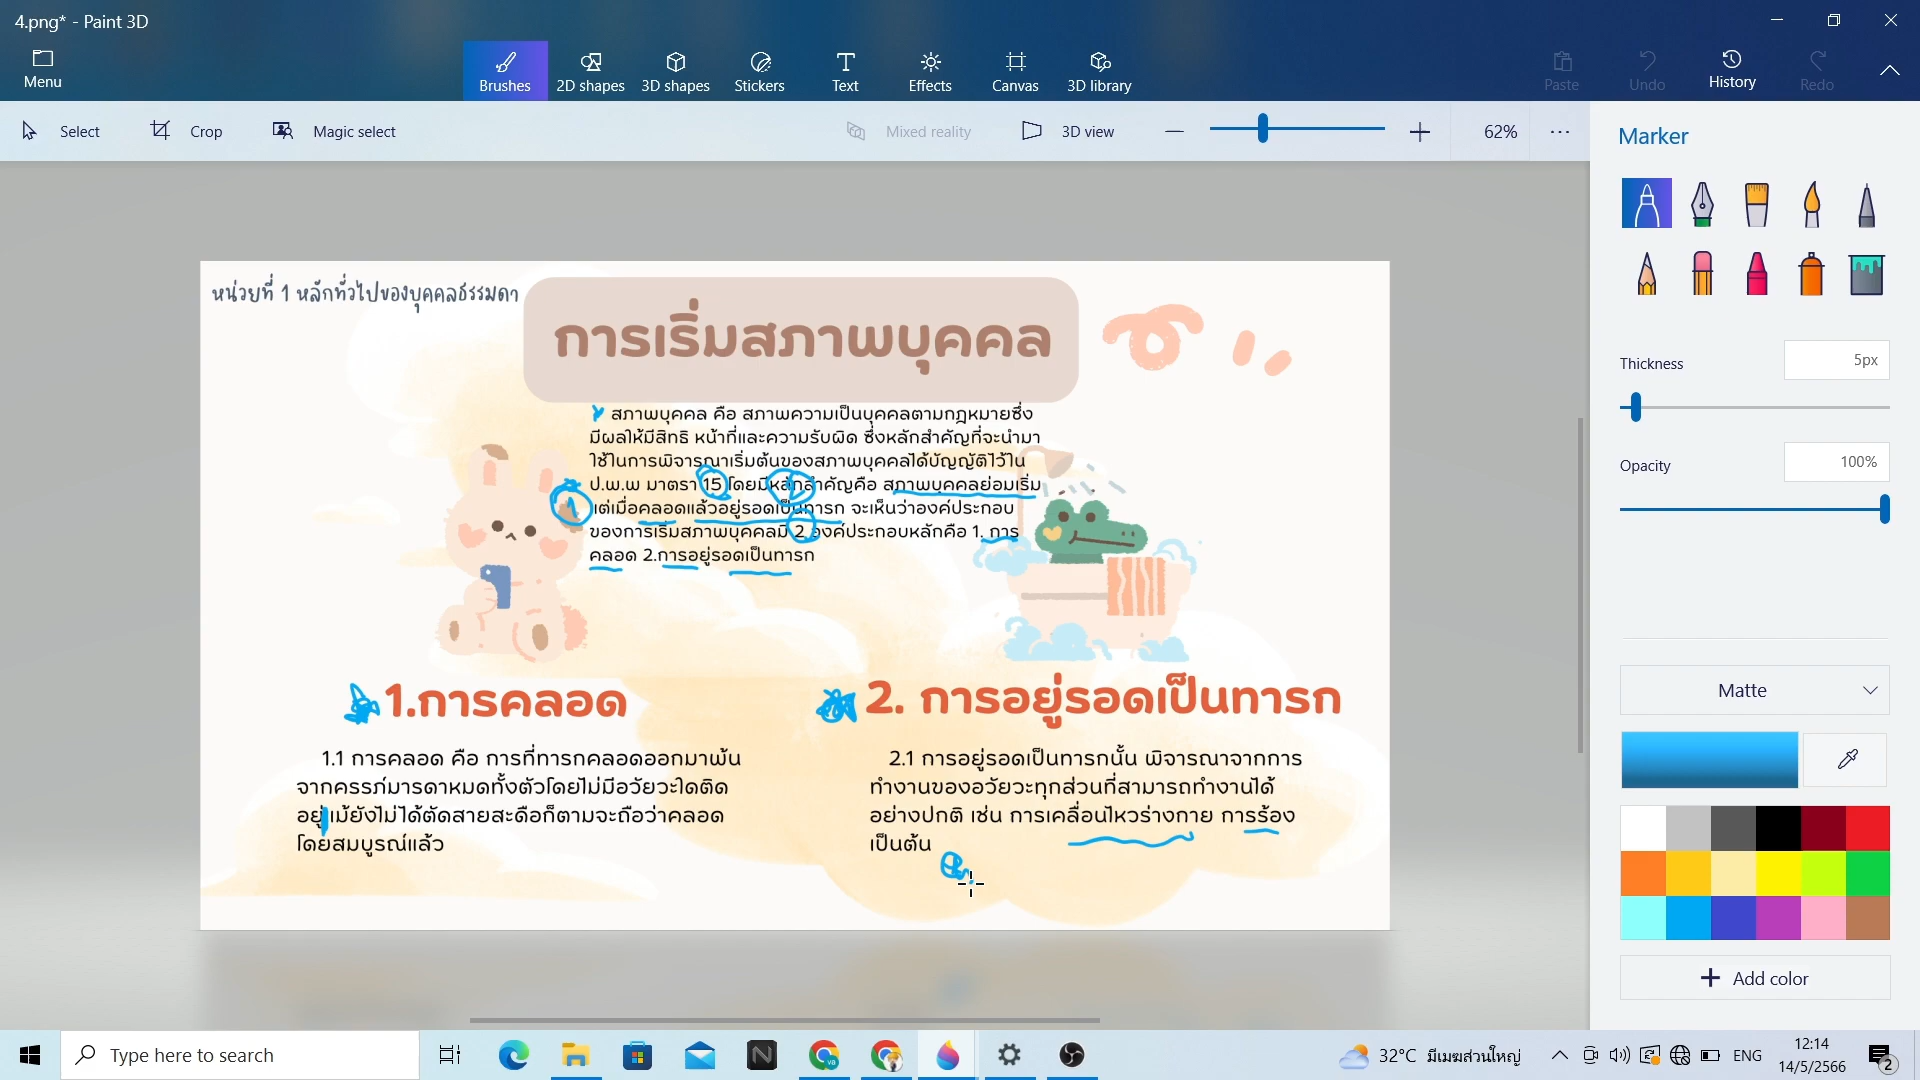 4.png* - Paint 3D
Menu
Brushes
2D shapes
3D shapes
Stickers
Text
Effects
Canvas
3D library
Paste
Undo
History
Redo
Select
Crop
Magic select
Mixed reality
3D view
62%
Marker
Thickness
5px
Opacity
100%
Matte
Add color
หน่วยที่ 1 หลักทั่วไปของบุคคลธรรมดา
การเริ่มสภาพบุคคล
สภาพบุคคล คือ สภาพความเป็นบุคคลตามกฎหมายซึ่ง
มีผลให้มีสิทธิ หน้าที่และความรับผิด ซึ่งหลักสำคัญที่จะนำมา
ใช้ในการพิจารณาเริ่มต้นของสภาพบุคคลได้บัญญัติไว้ใน
ป.พ.พ มาตรา 15 โดยมีหลักสำคัญคือ สภาพบุคคลย่อมเริ่ม
แต่เมื่อคลอดแล้วอยู่รอดเป็นทารก จะเห็นว่าองค์ประกอบ
ของการเริ่มสภาพบุคคลมี 2 องค์ประกอบหลักคือ 1. การ
คลอด 2.การอยู่รอดเป็นทารก
1.การคลอด
1.1 การคลอด คือ การที่ทารกคลอดออกมาพ้น
จากครรภ์มารดาหมดทั้งตัวโดยไม่มีอวัยวะใดติด
อยู่ แม้ยังไม่ได้ตัดสายสะดือก็ตามจะถือว่าคลอด
โดยสมบูรณ์แล้ว
2. การอยู่รอดเป็นทารก
2.1 การอยู่รอดเป็นทารกนั้น พิจารณาจากการ
ทำงานของอวัยวะทุกส่วนที่สามารถทำงานได้
อย่างปกติ เช่น การเคลื่อนไหวร่างกาย การร้อง
เป็นต้น
Type here to search
32°C มีเมฆส่วนใหญ่
ENG
12:14
14/5/2566
2